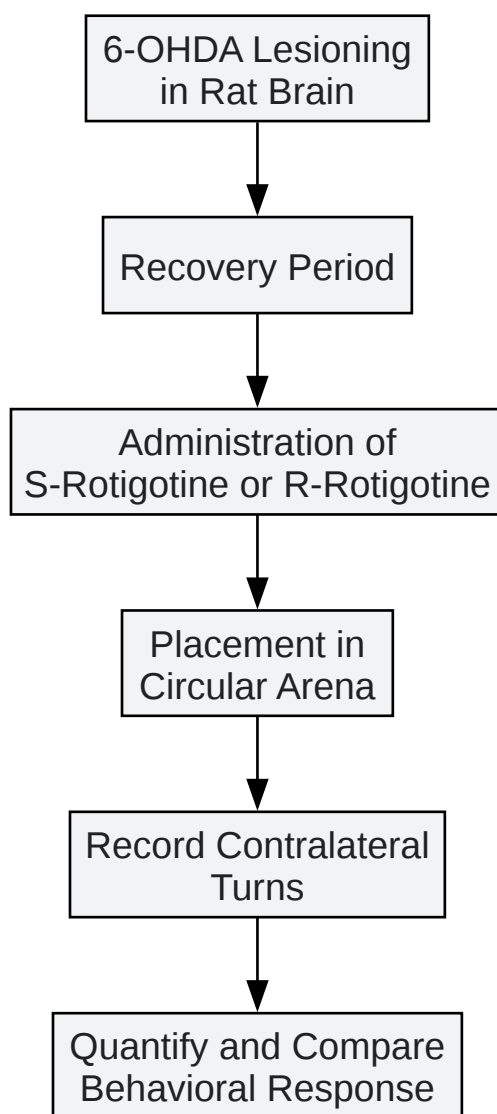 6-OHDA Lesioning
in Rat Brain
Recovery Period
Administration of
S-Rotigotine or R-Rotigotine
Placement in
Circular Arena
Record Contralateral
Turns
Quantify and Compare
Behavioral Response